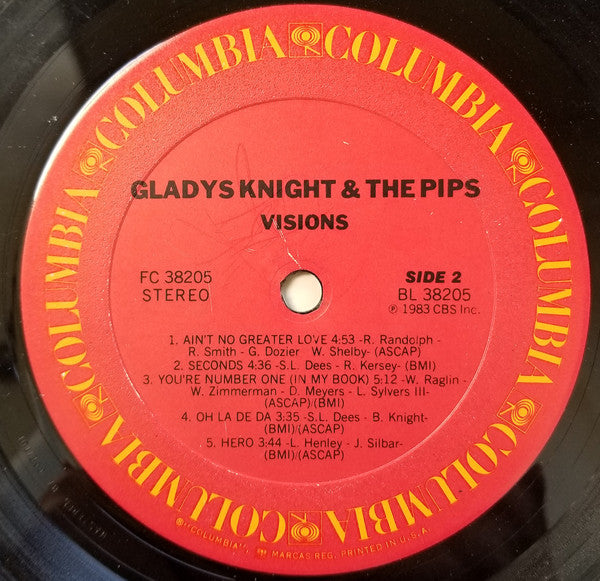 COLUMBIA COLUMBIA COLUMBIA COLUMBIA COLUMBIA COLUMBIA
GLADYS KNIGHT & THE PIPS
VISIONS
FC 38205
STEREO
SIDE 2
BL 38205
℗ 1983 CBS Inc.
1. AIN'T NO GREATER LOVE 4:53 -R. Randolph -
R. Smith - G. Dozier W. Shelby- (ASCAP)
2. SECONDS 4:36 -S.L. Dees - R. Kersey- (BMI)
3. YOU'RE NUMBER ONE (IN MY BOOK) 5:12 -W. Raglin -
W. Zimmerman - D. Meyers - L. Sylvers III-
(ASCAP)/(BMI)
4. OH LA DE DA 3:35 -S.L. Dees - B. Knight-
(BMI)/(ASCAP)
5. HERO 3:44 -L. Henley - J. Silbar-
(BMI)/(ASCAP)
"COLUMBIA", MARCAS REG. PRINTED IN U.S.A.